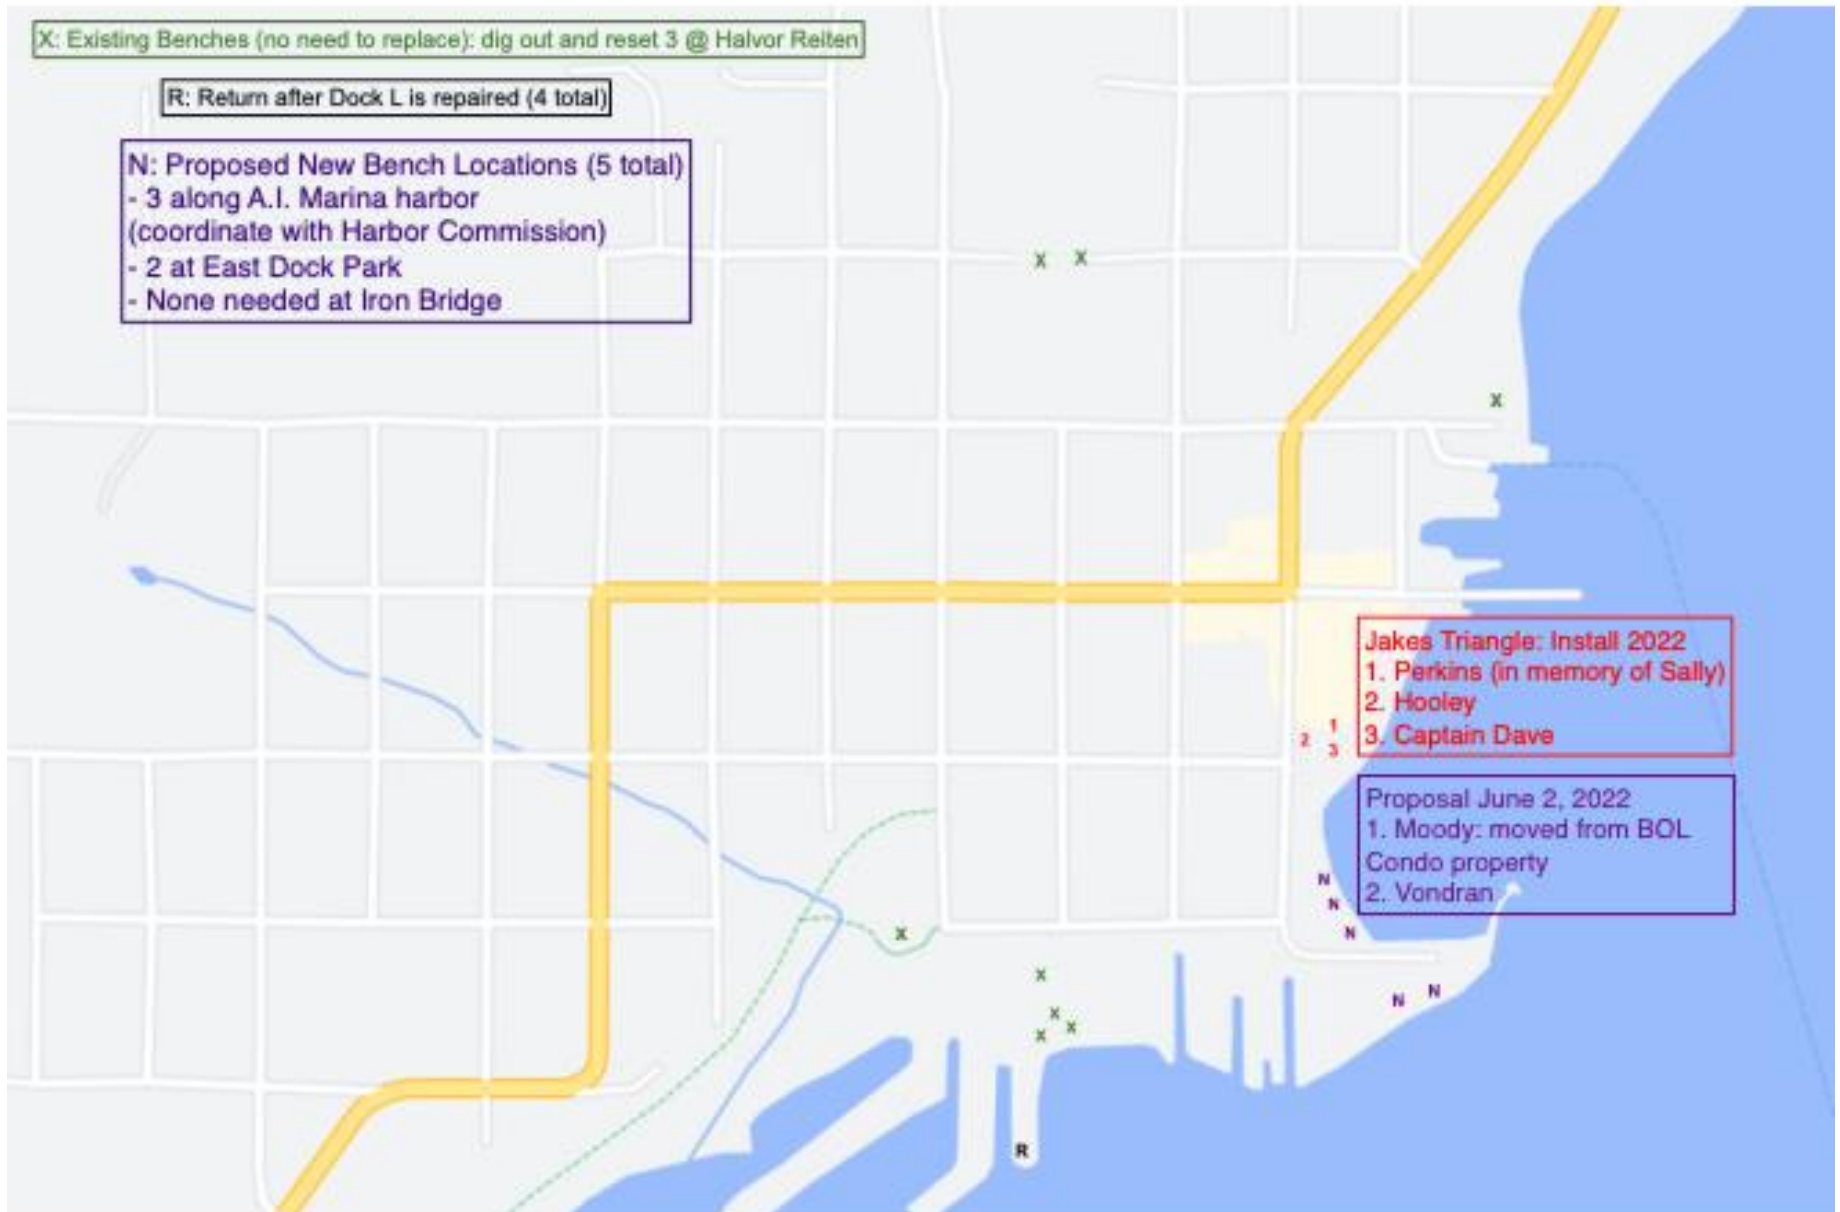 X: Existing Benches (no need to replace): dig out and reset 3 @ Halvor Reiten
R: Return after Dock L is repaired (4 total)
N: Proposed New Bench Locations (5 total)
- 3 along A.I. Marina harbor
(coordinate with Harbor Commission)
- 2 at East Dock Park
- None needed at Iron Bridge
X X
X
Jakes Triangle: Install 2022
1. Perkins (in memory of Sally)
2. Hooley
3. Captain Dave
1
2
3
Proposal June 2, 2022
1. Moody: moved from BOL
Condo property
2. Vondran
N
N
N
X
X
N N
X
X
X
R